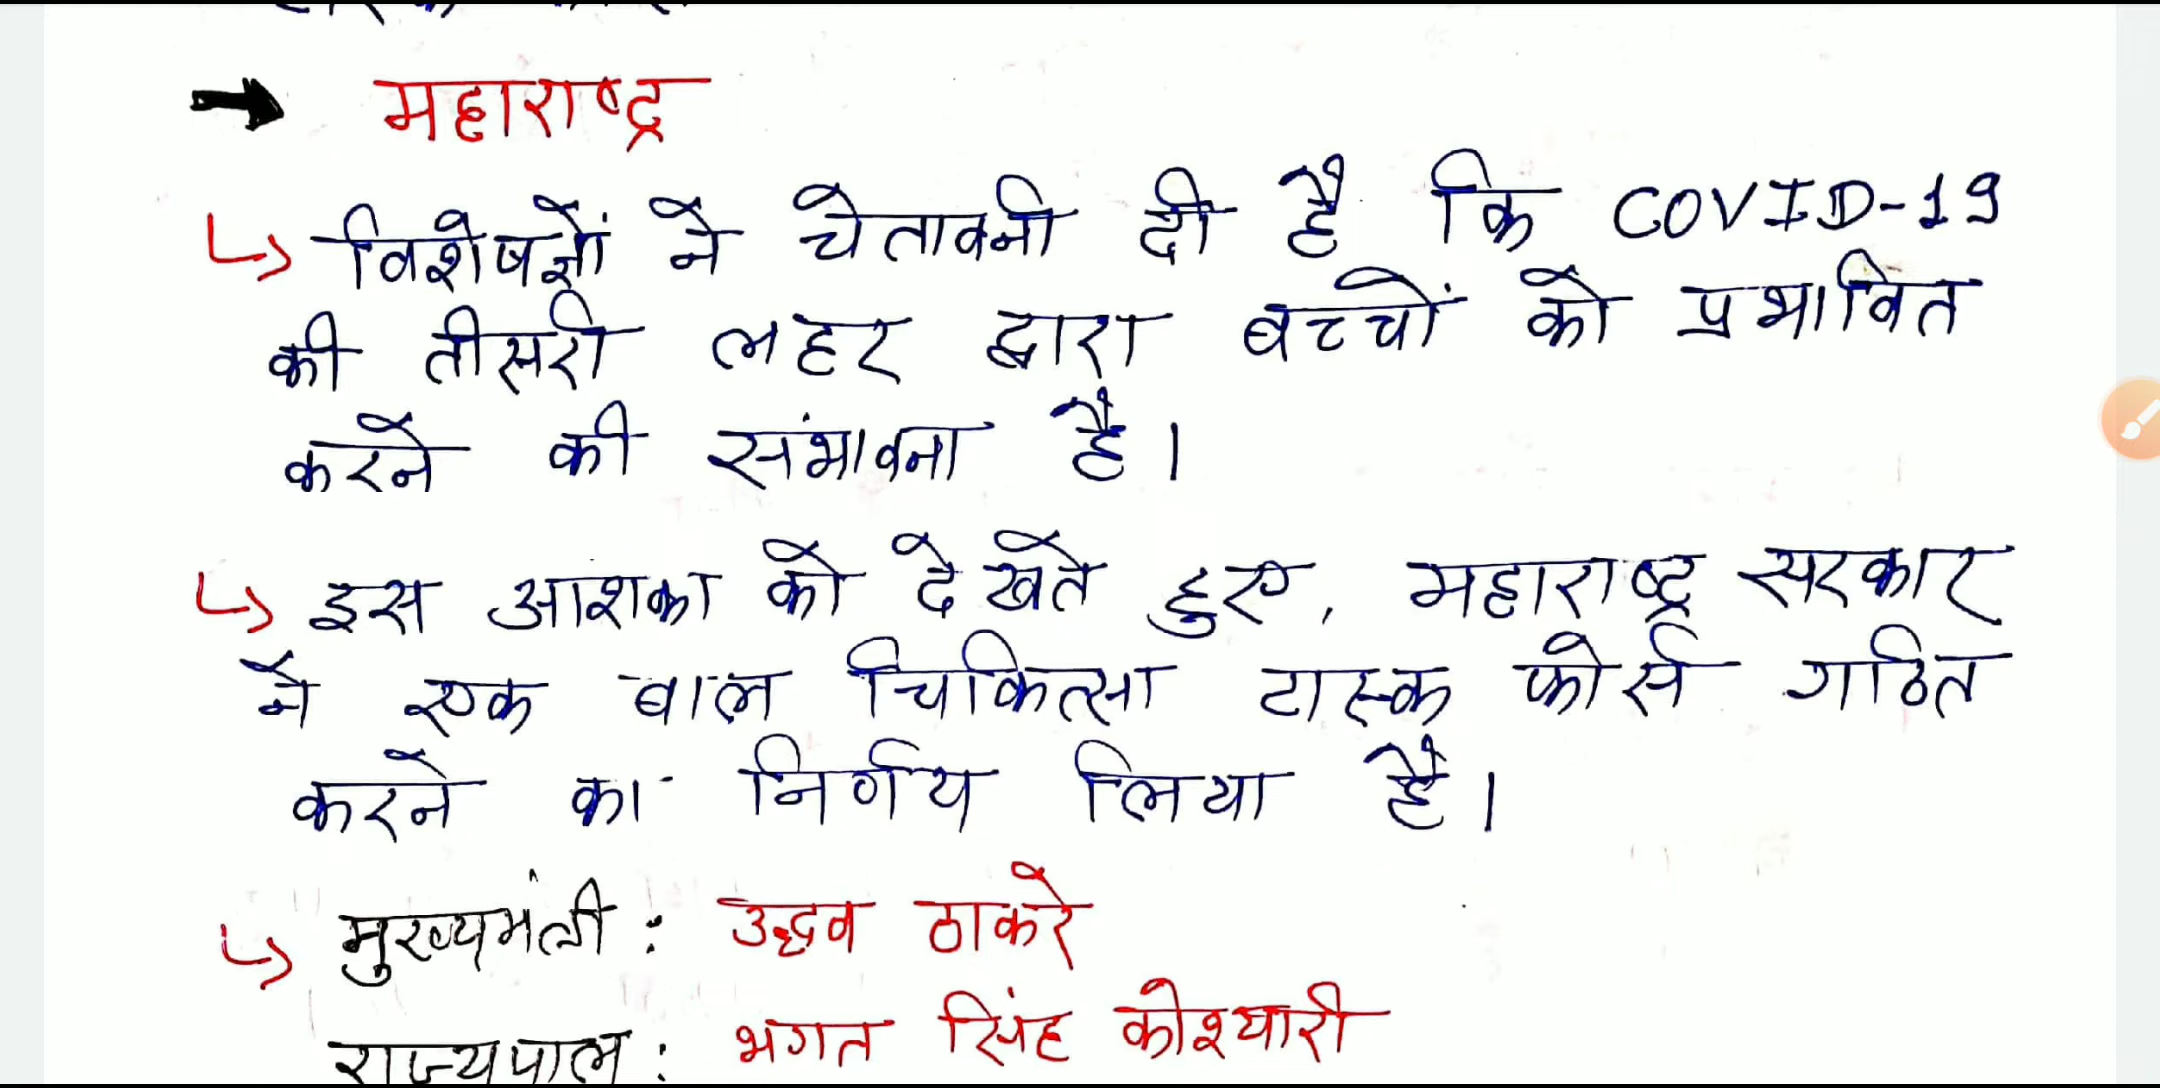 → महाराष्ट्र
↳ विशेषज्ञों ने चेतावनी दी है कि COVID-19
की तीसरी लहर द्वारा बच्चों को प्रभावित
करने की संभावना है।
↳ इस आशका को देखते हुए, महाराष्ट्र सरकार
ने एक बाल चिकित्सा टास्क फोर्स गठित
करने का निर्णय लिया है।
↳ मुख्यमंत्री : उद्धव ठाकरे
राज्यपाल : भगत सिंह कोश्यारी